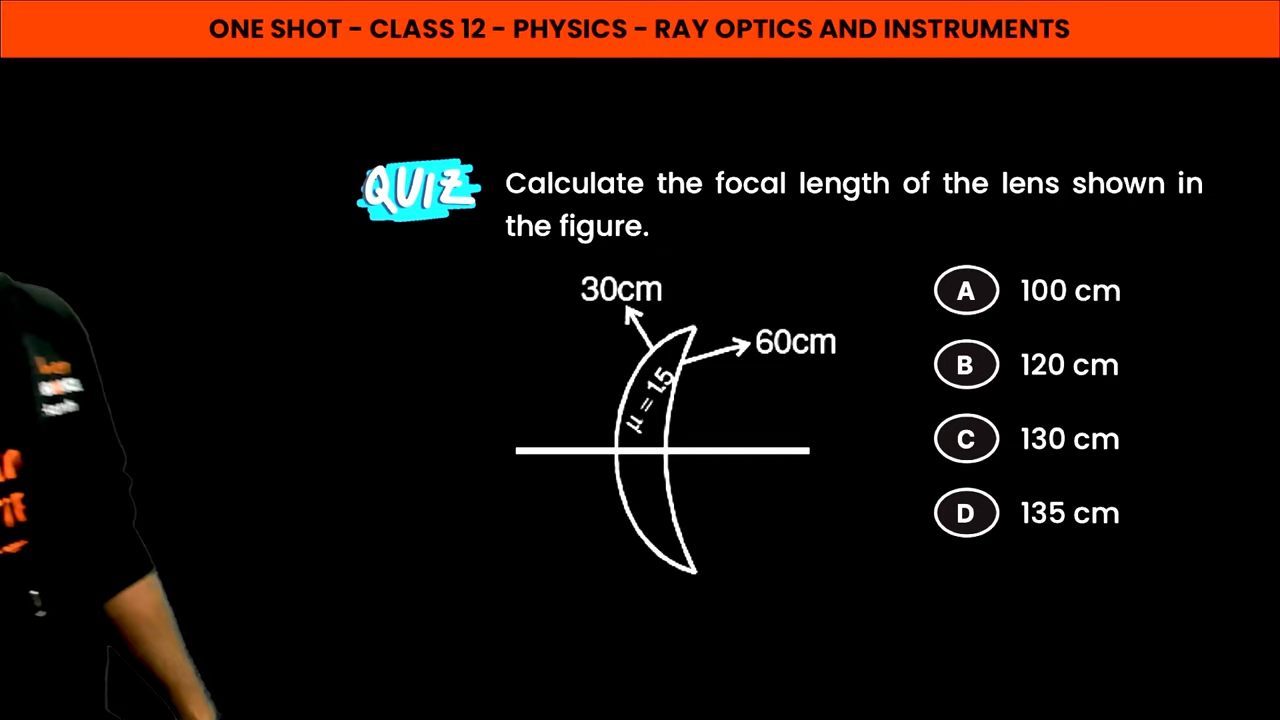 ONE SHOT - CLASS 12 - PHYSICS - RAY OPTICS AND INSTRUMENTS
QUIZ
Calculate the focal length of the lens shown in
the figure.
30cm
60cm
μ = 1.5
A 100 cm
B 120 cm
C 130 cm
D 135 cm